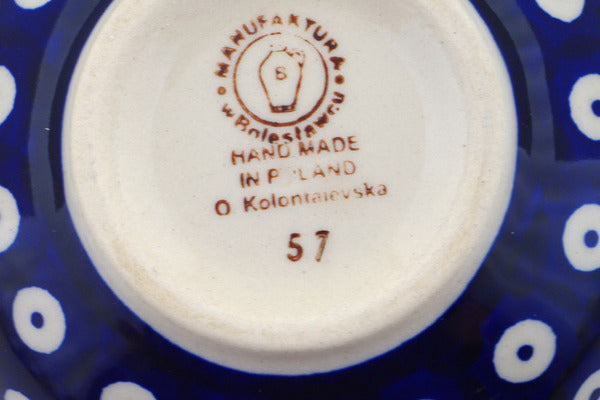 MANUFAKTURA
w Bolesławcu
S
HAND MADE
IN POLAND
O. Kolontaievska
57